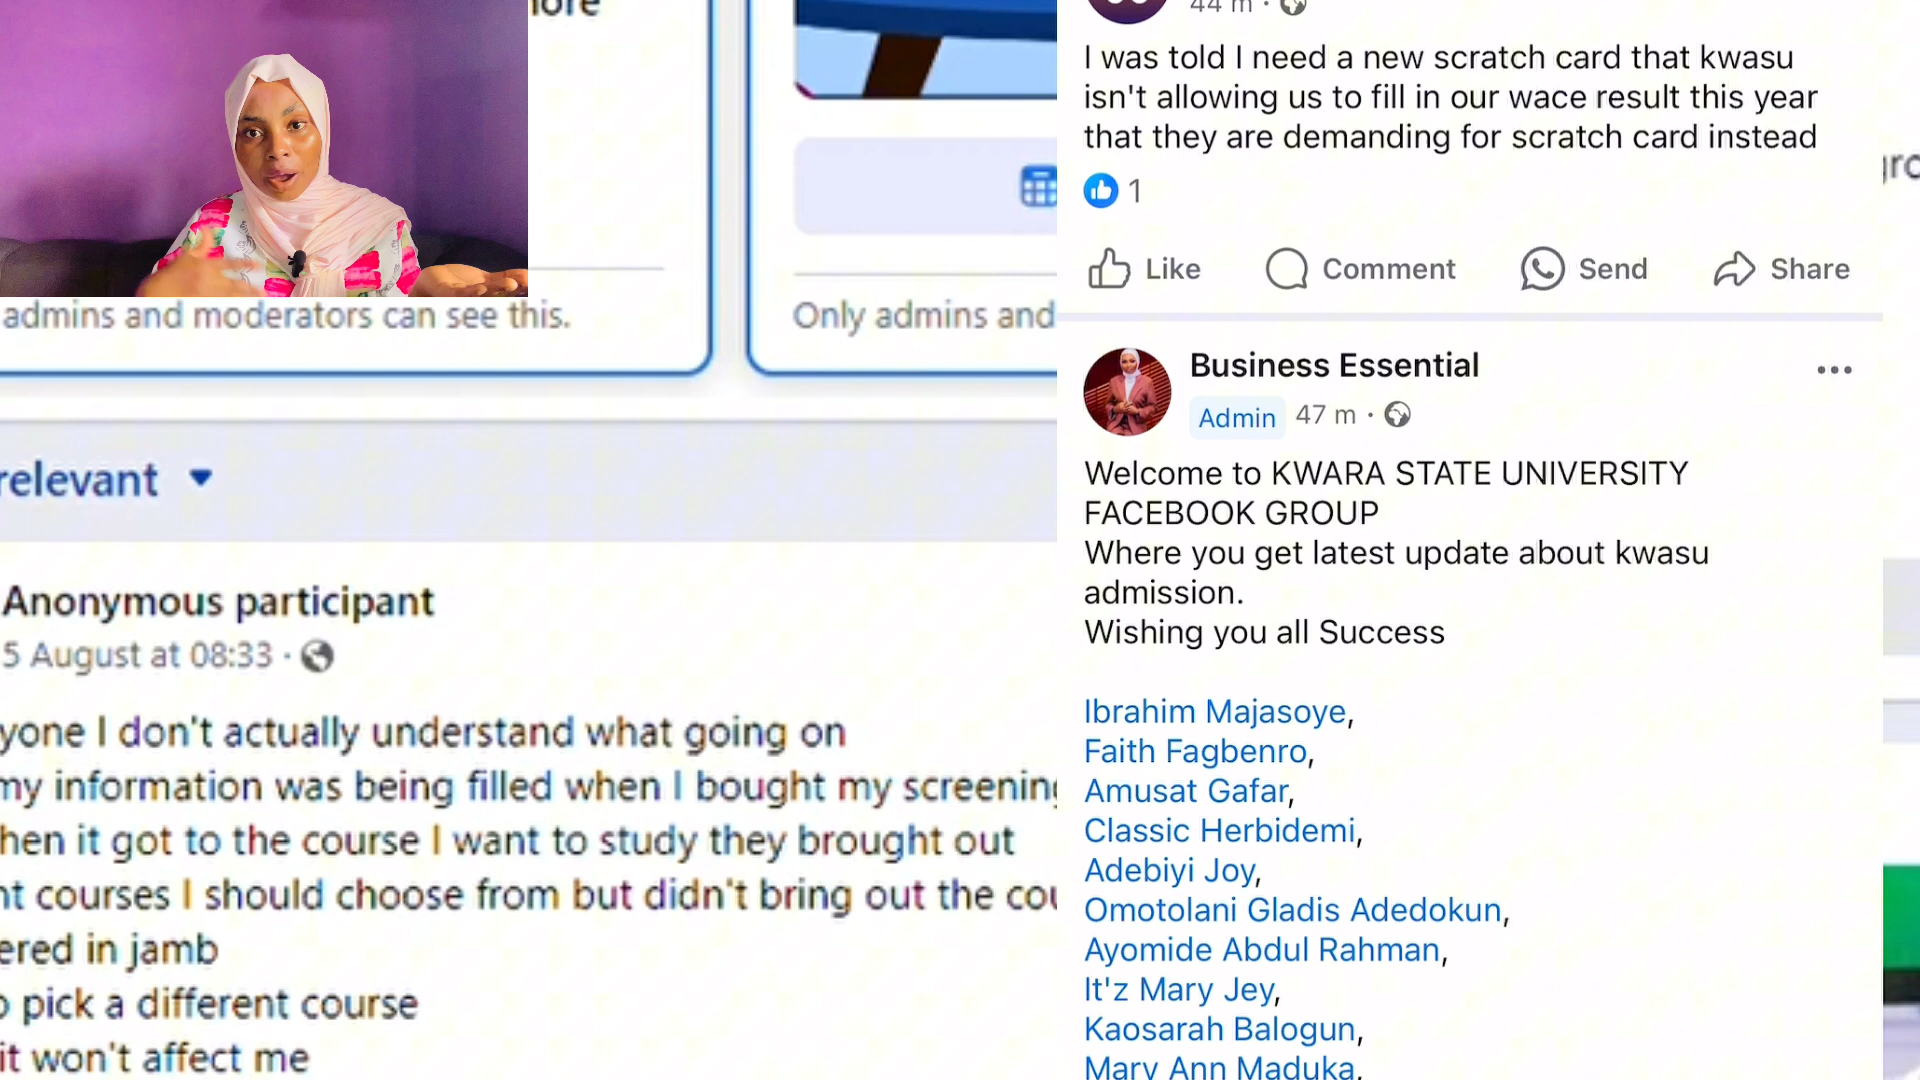 admins and moderators can see this.
Only admins and
relevant
Anonymous participant
5 August at 08:33 ·
I don't actually understand what going on
my information was being filled when I bought my screening
it got to the course I want to study they brought out
courses I should choose from but didn't bring out the
in jamb
pick a different course
it won't affect me
44 m ·
I was told I need a new scratch card that kwasu
isn't allowing us to fill in our wace result this year
that they are demanding for scratch card instead
1
Like Comment Send Share
Business Essential
Admin 47 m ·
Welcome to KWARA STATE UNIVERSITY
FACEBOOK GROUP
Where you get latest update about kwasu
admission.
Wishing you all Success
Ibrahim Majasoye,
Faith Fagbenro,
Amusat Gafar,
Classic Herbidemi,
Adebiyi Joy,
Omotolani Gladis Adedokun,
Ayomide Abdul Rahman,
It'z Mary Jey,
Kaosarah Balogun,
Mary Ann Maduka,